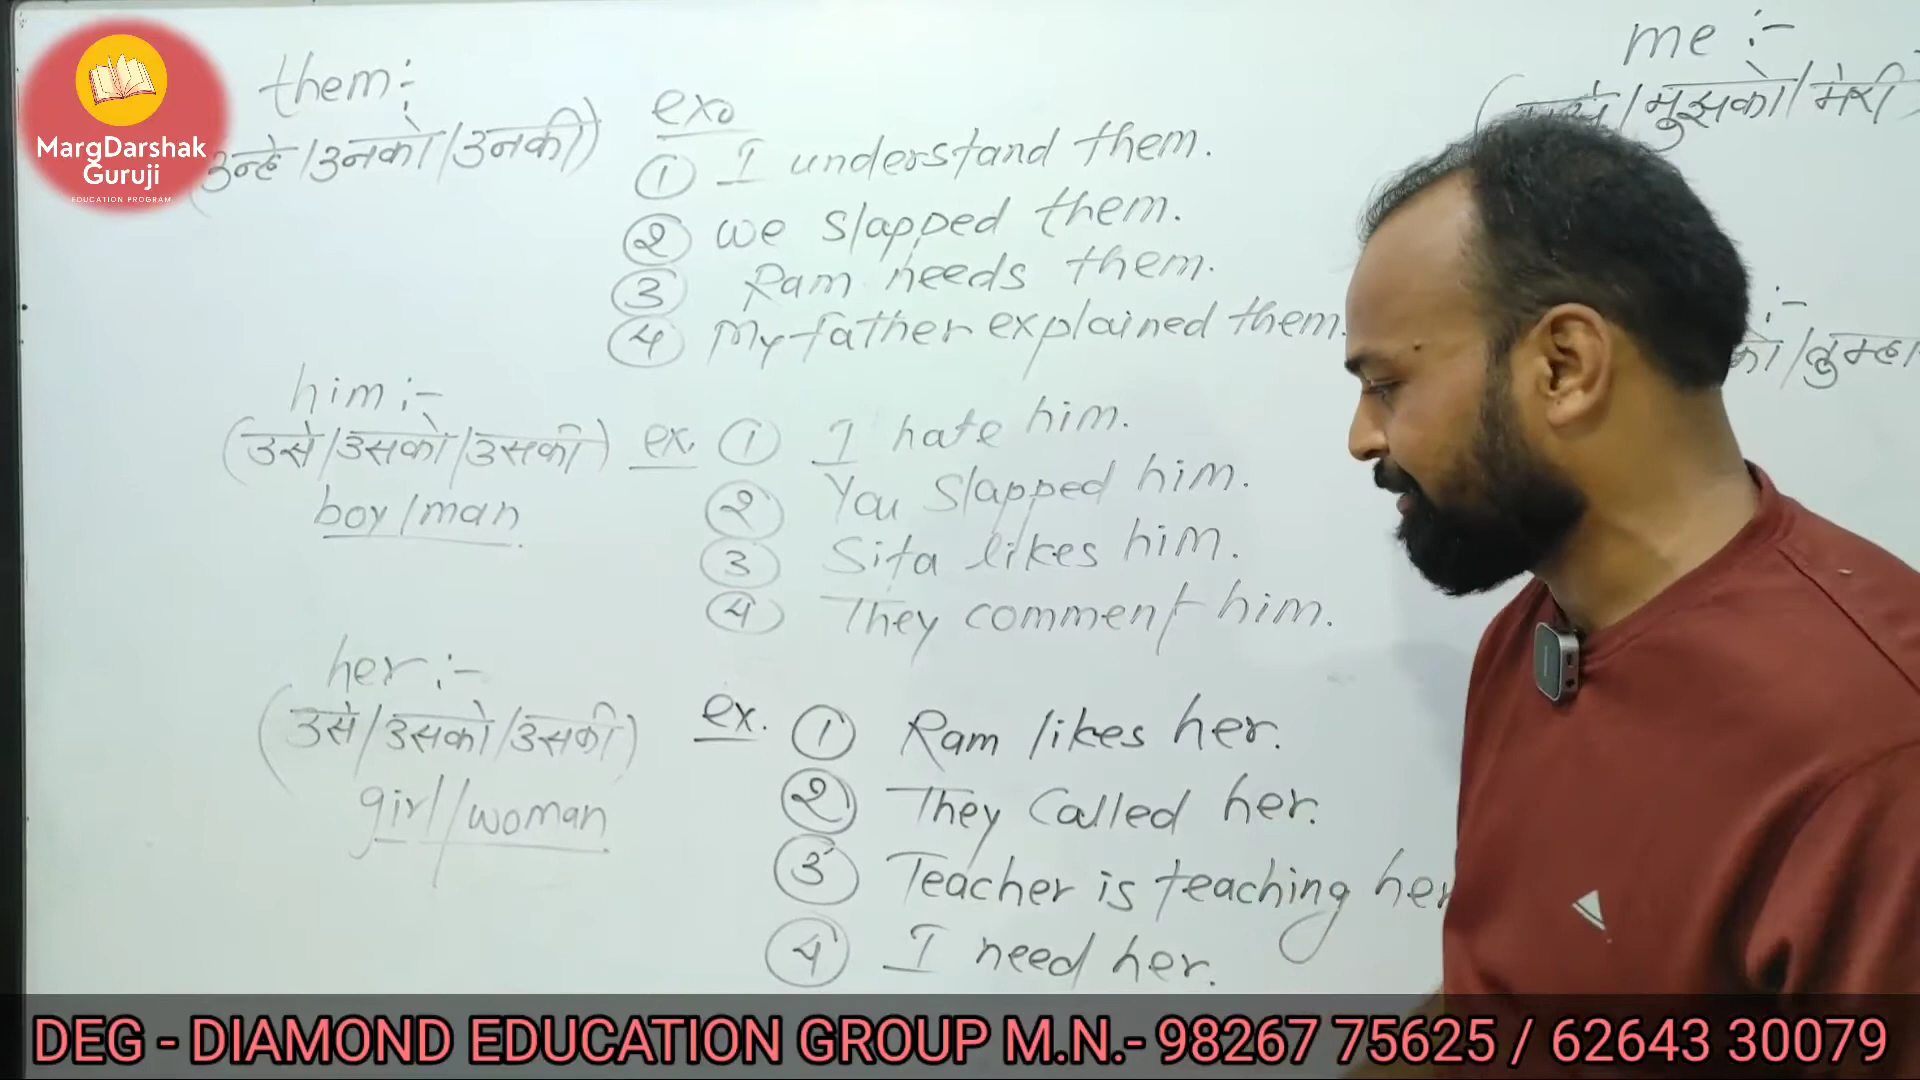 MargDarshak
Guruji
EDUCATION PROGRAM
them:-
उन्हे/उनको/उनकी)
exo
① I understand them.
② we slapped them.
③ Ram needs them.
④ My father explained them.
him:-
(उसे/उसको/उसकी)
boy/man
ex. ① I hate him.
② You slapped him.
③ Sita likes him.
④ They comment him.
her:-
(उसे/उसको/उसकी)
girl/woman
ex. ① Ram likes her.
② They called her.
③ Teacher is teaching her
④ I need her.
me:-
/मुझको/मेरी
:-
DEG - DIAMOND EDUCATION GROUP M.N.- 98267 75625 / 62643 30079